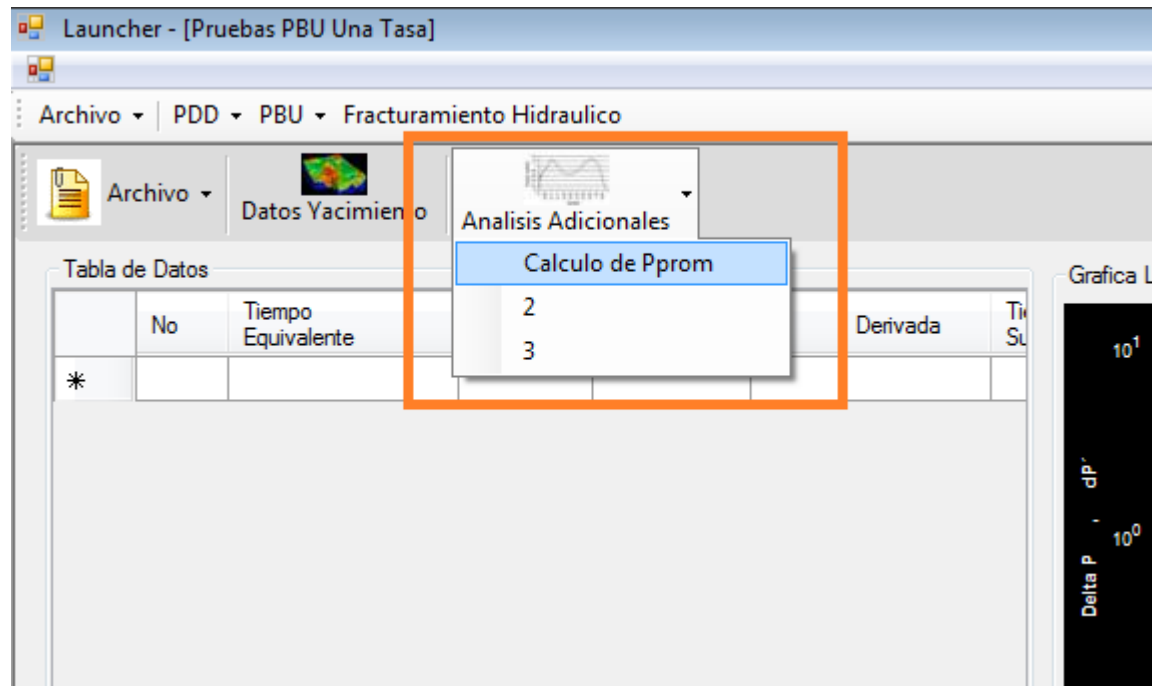 Launcher - [Pruebas PBU Una Tasa]
Archivo PDD PBU Fracturamiento Hidraulico
Archivo
Datos Yacimiento
Analisis Adicionales
Calculo de Pprom
2
3
Tabla de Datos
No
Tiempo
Equivalente
Derivada
Grafica L
10¹
10⁰
Delta P - dP´